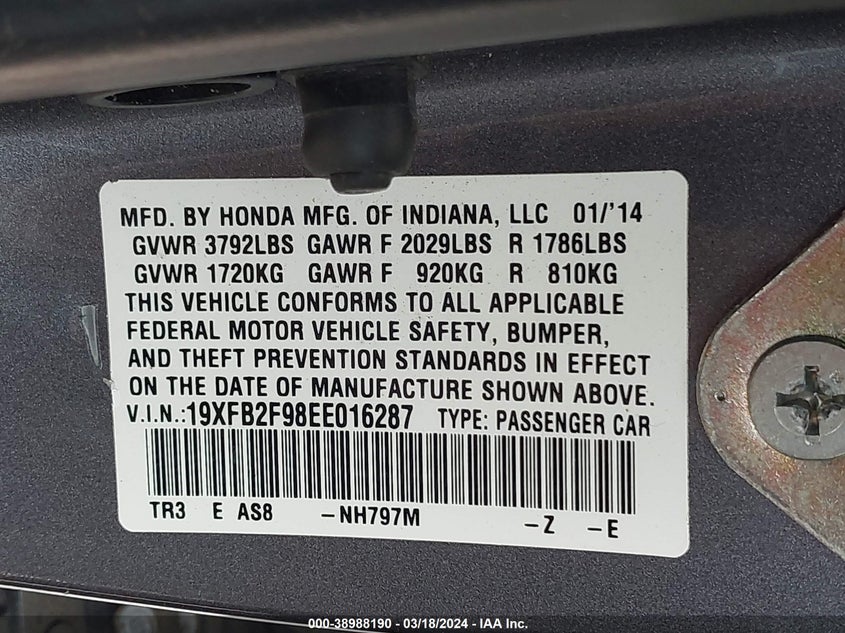 MFD. BY HONDA MFG. OF INDIANA, LLC 01/'14
GVWR 3792LBS GAWR F 2029LBS R 1786LBS
GVWR 1720KG GAWR F 920KG R 810KG
THIS VEHICLE CONFORMS TO ALL APPLICABLE
FEDERAL MOTOR VEHICLE SAFETY, BUMPER,
AND THEFT PREVENTION STANDARDS IN EFFECT
ON THE DATE OF MANUFACTURE SHOWN ABOVE.
V.I.N.:19XFB2F98EE016287 TYPE: PASSENGER CAR
TR3 E AS8 -NH797M -Z -E
000-38988190 - 03/18/2024 - IAA Inc.